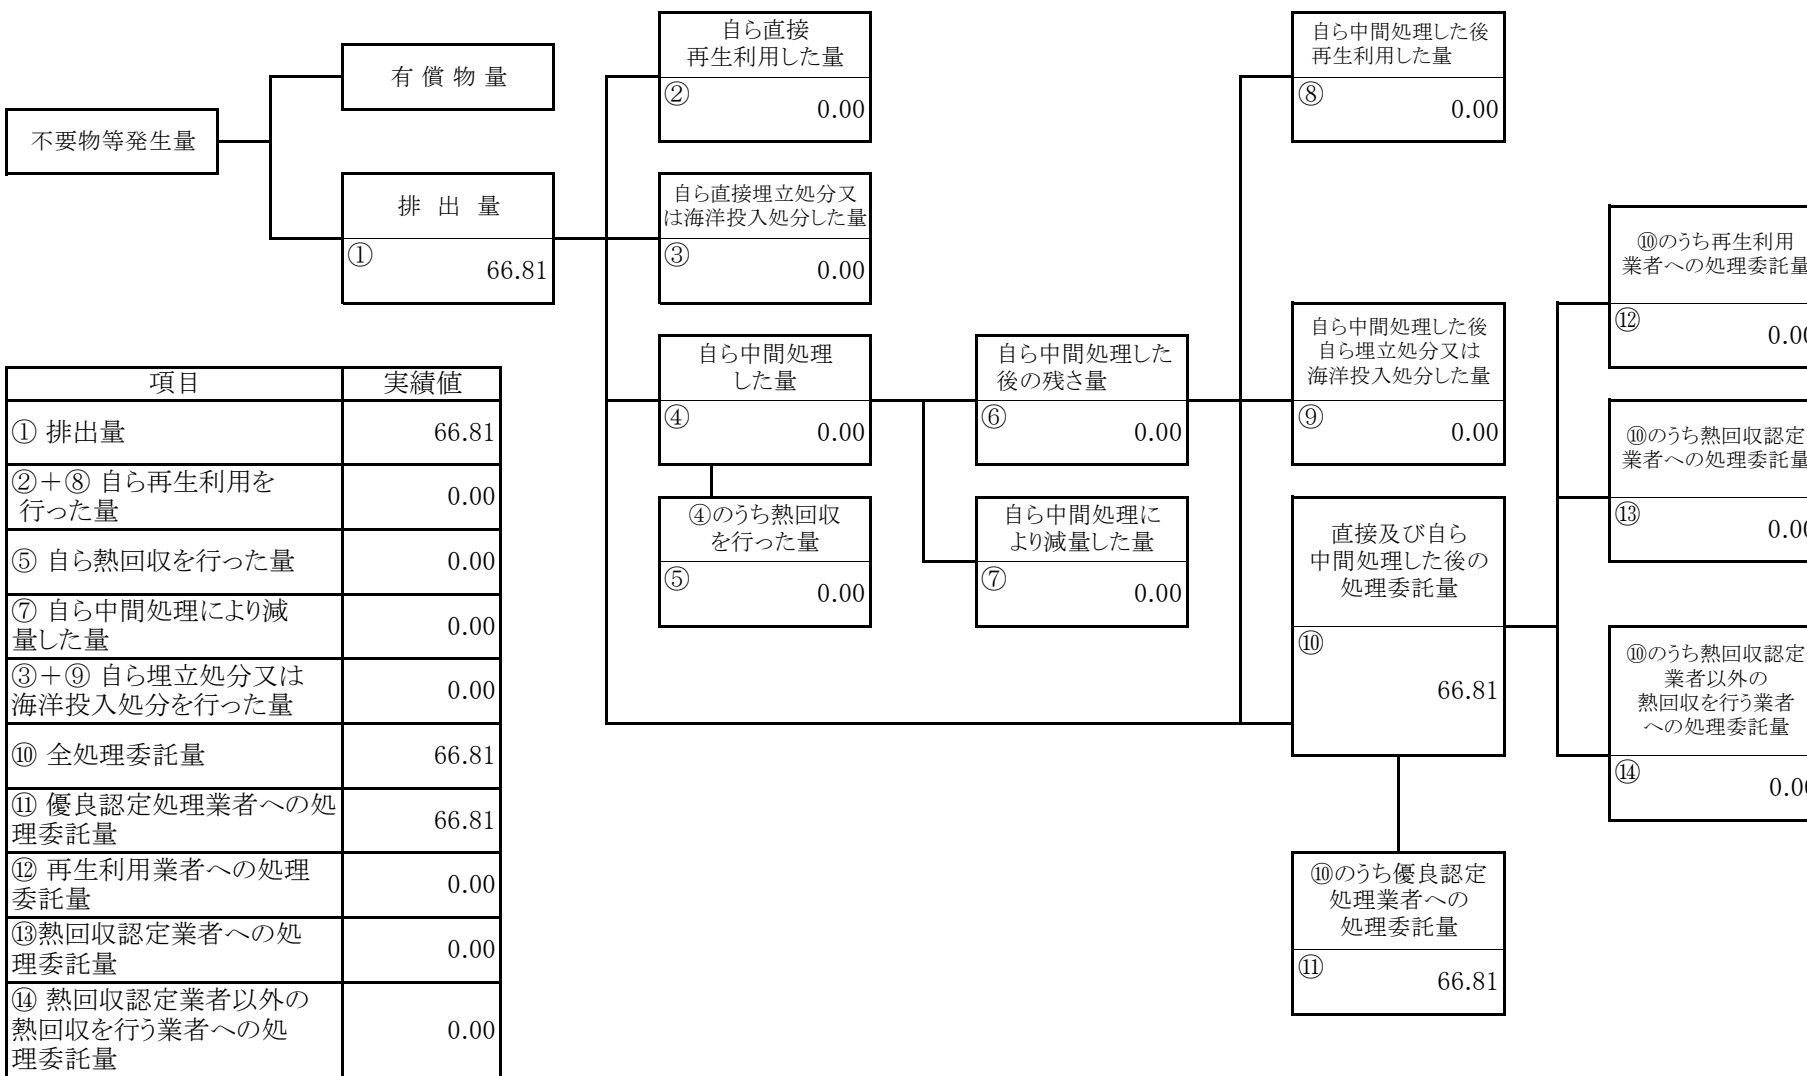 不要物等発生量
有 償 物 量
排 出 量
①
66.81
自ら直接
再生利用した量
②
0.00
自ら直接埋立処分又
は海洋投入処分した量
③
0.00
自ら中間処理
した量
④
0.00
④のうち熱回収
を行った量
⑤
0.00
自ら中間処理した
後の残さ量
⑥
0.00
自ら中間処理に
より減量した量
⑦
0.00
自ら中間処理した後
再生利用した量
⑧
0.00
自ら中間処理した後
自ら埋立処分又は
海洋投入処分した量
⑨
0.00
直接及び自ら
中間処理した後の
処理委託量
⑩
66.81
⑩のうち優良認定
処理業者への
処理委託量
⑪
66.81
⑩のうち再生利用
業者への処理委託量
⑫
0.00
⑩のうち熱回収認定
業者への処理委託量
⑬
0.00
⑩のうち熱回収認定
業者以外の
熱回収を行う業者
への処理委託量
⑭
0.00
項目 実績値
① 排出量 66.81
②＋⑧ 自ら再生利用を
行った量 0.00
⑤ 自ら熱回収を行った量 0.00
⑦ 自ら中間処理により減
量した量 0.00
③＋⑨ 自ら埋立処分又は
海洋投入処分を行った量 0.00
⑩ 全処理委託量 66.81
⑪ 優良認定処理業者への処
理委託量 66.81
⑫ 再生利用業者への処理
委託量 0.00
⑬熱回収認定業者への処
理委託量 0.00
⑭ 熱回収認定業者以外の
熱回収を行う業者への処
理委託量 0.00